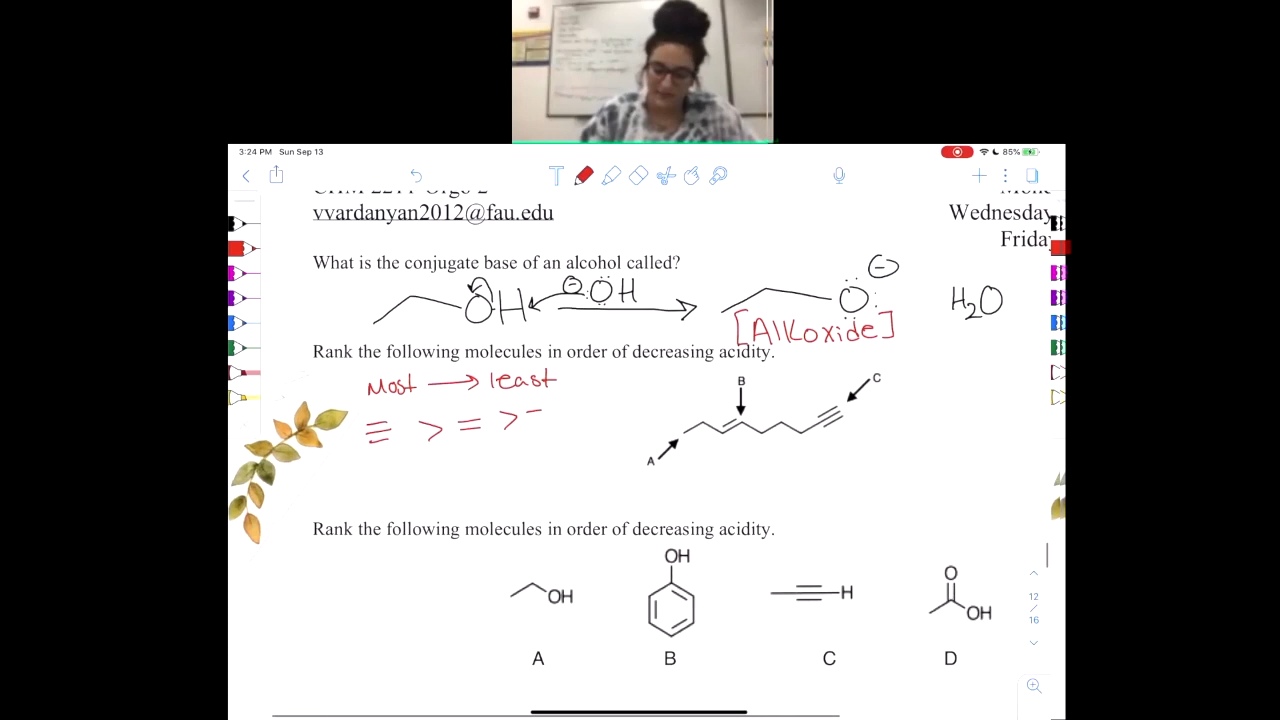 3:24 PM Sun Sep 13
85%
vvardanyan2012@fau.edu
Wednesday
Friday
What is the conjugate base of an alcohol called?
OH ⊖:ÖH O ⊖ H₂O
[Alkoxide]
Rank the following molecules in order of decreasing acidity.
Most → least
≡ > = > −
B
C
A
Rank the following molecules in order of decreasing acidity.
OH
O
OH
H
OH
A B C D
12
/
16